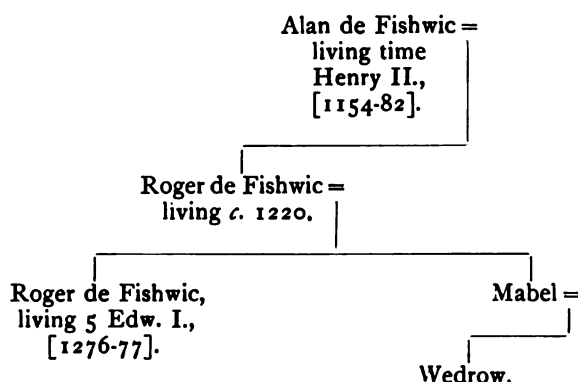 Alan de Fishwic =
living time
Henry II.,
[1154-82].
Roger de Fishwic =
living c. 1220.
Roger de Fishwic,
living 5 Edw. I.,
[1276-77].
Mabel =
Wedrow.